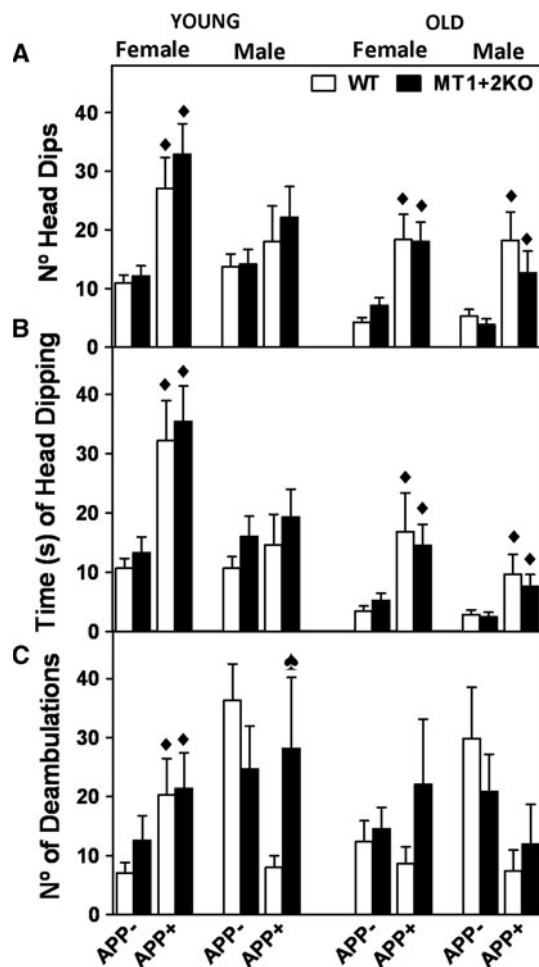 YOUNG OLD
A Female Male Female Male
WT MT1+2KO
Nº Head Dips
40
30
20
10
0
B
Time (s) of Head Dipping
40
30
20
10
0
C
Nº of Deambulations
40
30
20
10
0
APP- APP+ APP- APP+ APP- APP+ APP- APP+